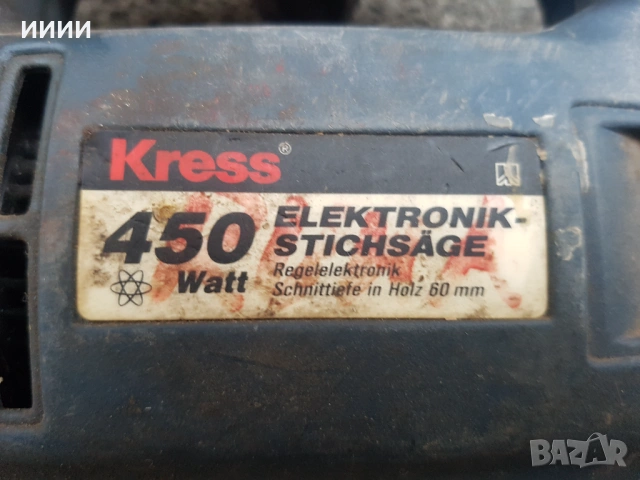 ииии
Kress®
450
Watt
ELEKTRONIK-
STICHSÄGE
Regelelektronik
Schnittiefe in Holz 60 mm
BAZAR